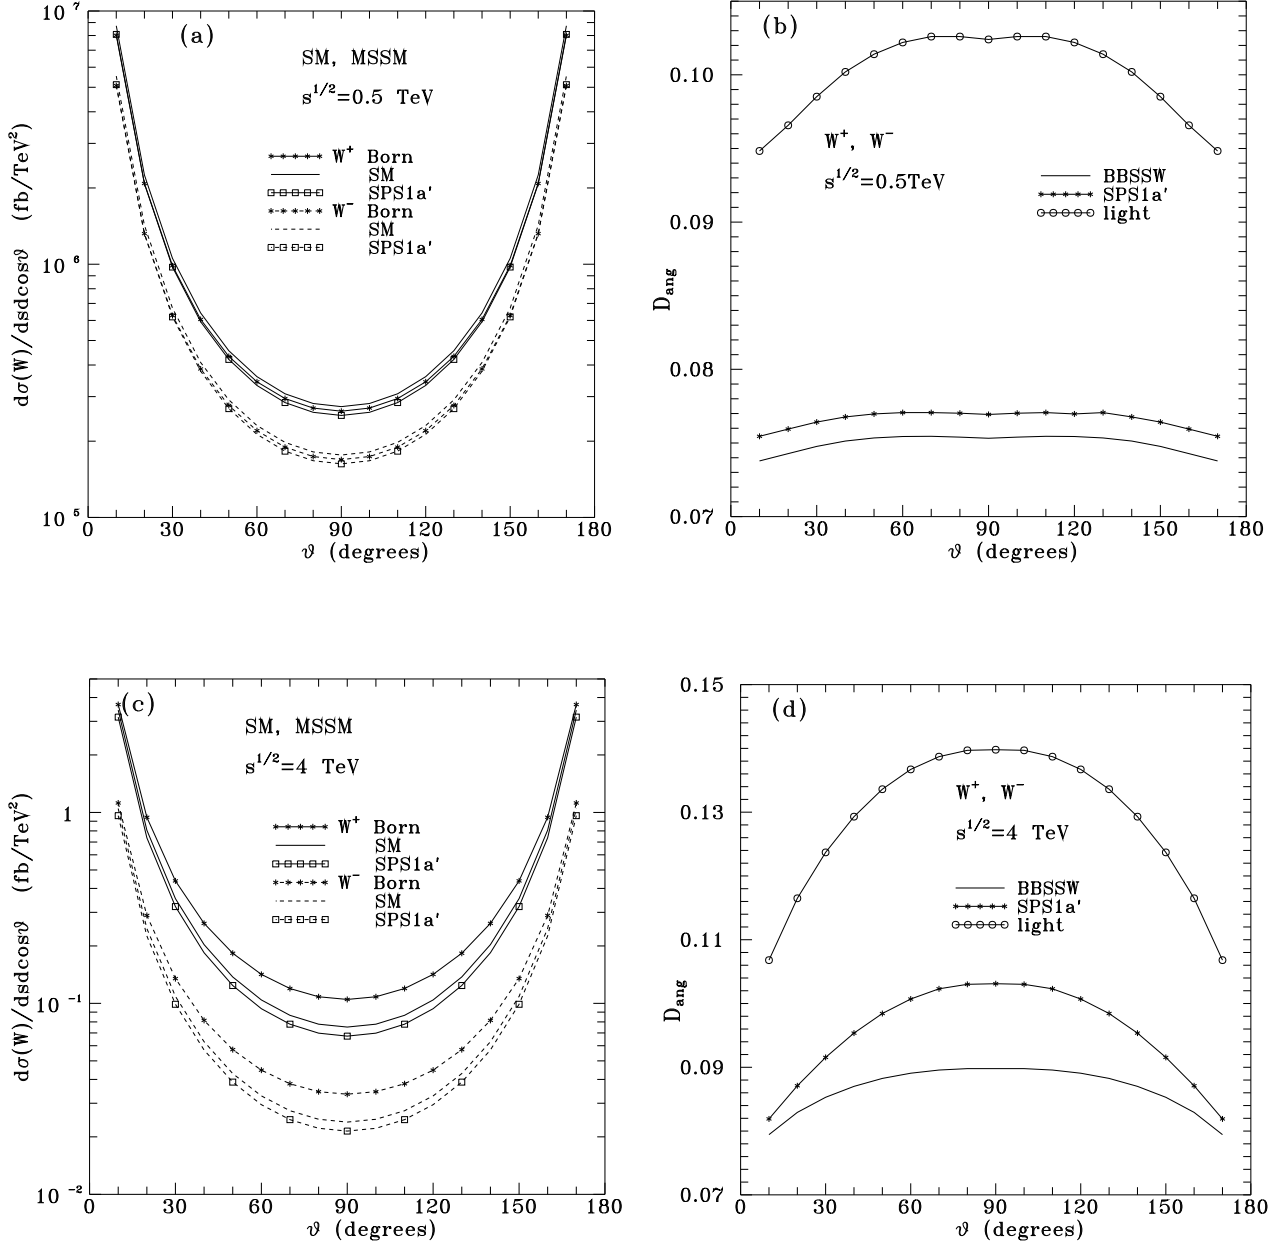 (a)
SM, MSSM
s^{1/2}=0.5 TeV
W^+ Born
SM
SPS1a'
W^- Born
SM
SPS1a'
10^7
10^6
10^5
dσ(W)/dsdcosϑ (fb/TeV^2)
0 30 60 90 120 150 180
ϑ (degrees)
(b)
W^+, W^-
s^{1/2}=0.5TeV
BBSSW
SPS1a'
light
0.10
0.09
0.08
0.07
D_{ang}
0 30 60 90 120 150 180
ϑ (degrees)
(c)
SM, MSSM
s^{1/2}=4 TeV
W^+ Born
SM
SPS1a'
W^- Born
SM
SPS1a'
1
10^{-1}
10^{-2}
dσ(W)/dsdcosϑ (fb/TeV^2)
0 30 60 90 120 150 180
ϑ (degrees)
(d)
W^+, W^-
s^{1/2}=4 TeV
BBSSW
SPS1a'
light
0.15
0.13
0.11
0.09
0.07
D_{ang}
0 30 60 90 120 150 180
ϑ (degrees)